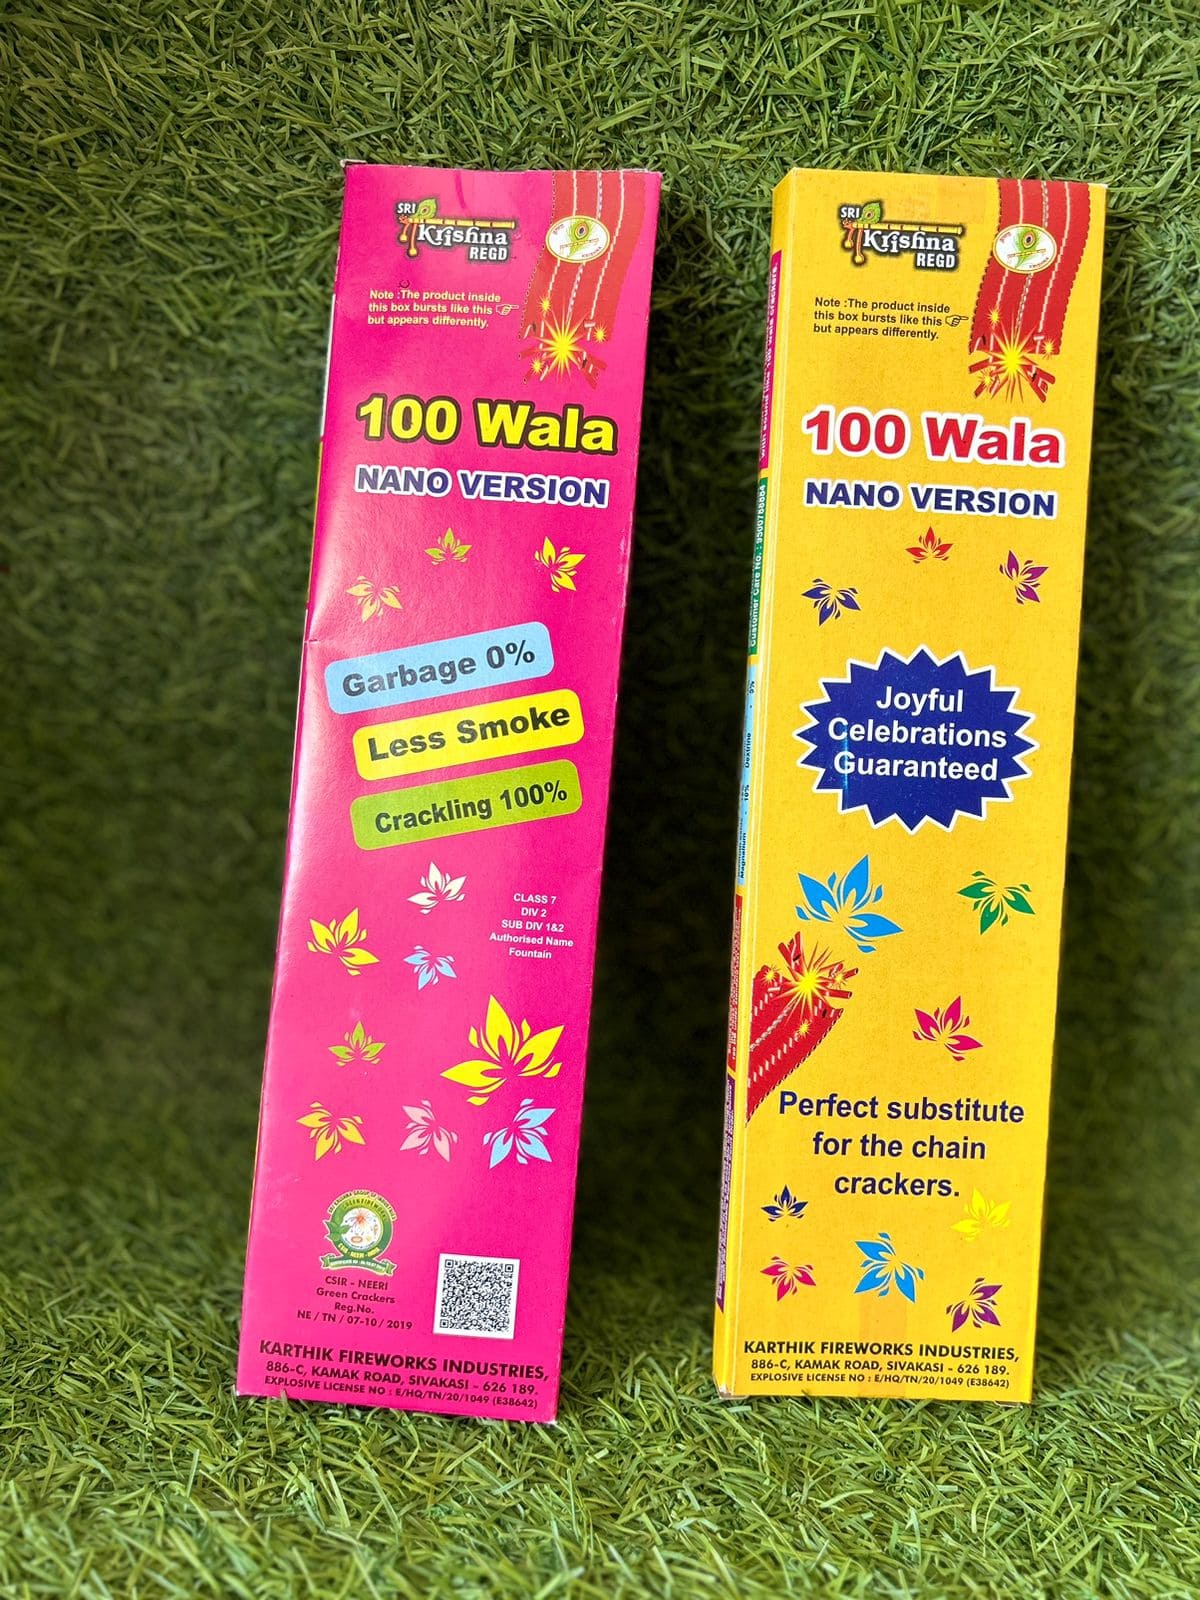 SRI
Krishna
REGD
Note :The product inside
this box bursts like this
but appears differently.
100 Wala
NANO VERSION
Garbage 0%
Less Smoke
Crackling 100%
CLASS 7
DIV 2
SUB DIV 1&2
Authorised Name
Fountain
CSIR - NEERI
Green Crackers
Reg.No.
NE / TN / 07-10 / 2019
KARTHIK FIREWORKS INDUSTRIES,
886-C, KAMAK ROAD, SIVAKASI - 626 189.
EXPLOSIVE LICENSE NO : E/HQ/TN/20/1049 (E38642)
SRI
Krishna
REGD
Note :The product inside
this box bursts like this
but appears differently.
100 Wala
NANO VERSION
Joyful
Celebrations
Guaranteed
Perfect substitute
for the chain
crackers.
KARTHIK FIREWORKS INDUSTRIES,
886-C, KAMAK ROAD, SIVAKASI - 626 189.
EXPLOSIVE LICENSE NO : E/HQ/TN/20/1049 (E38642)
Customer Care No. :